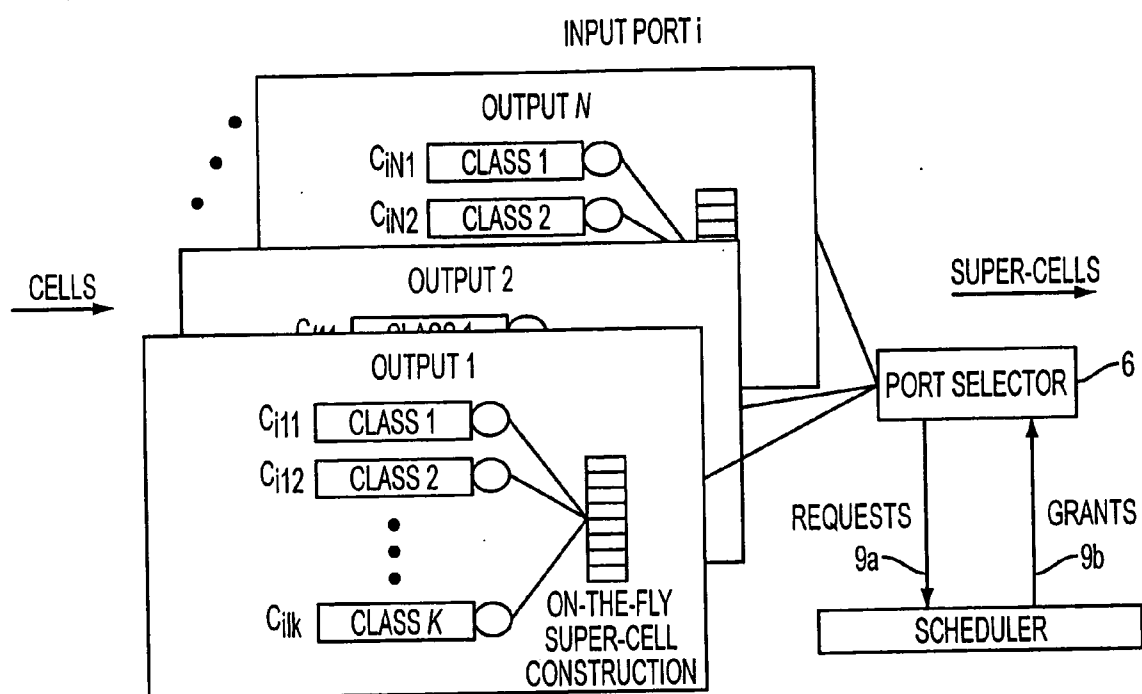 INPUT PORT i
OUTPUT N
CiN1 CLASS 1
CiN2 CLASS 2
CELLS
OUTPUT 2
SUPER-CELLS
CLASS 1
OUTPUT 1
PORT SELECTOR 6
Ci11 CLASS 1
Ci12 CLASS 2
REQUESTS
9a
GRANTS
9b
Cilk CLASS K
ON-THE-FLY
SUPER-CELL
CONSTRUCTION
SCHEDULER